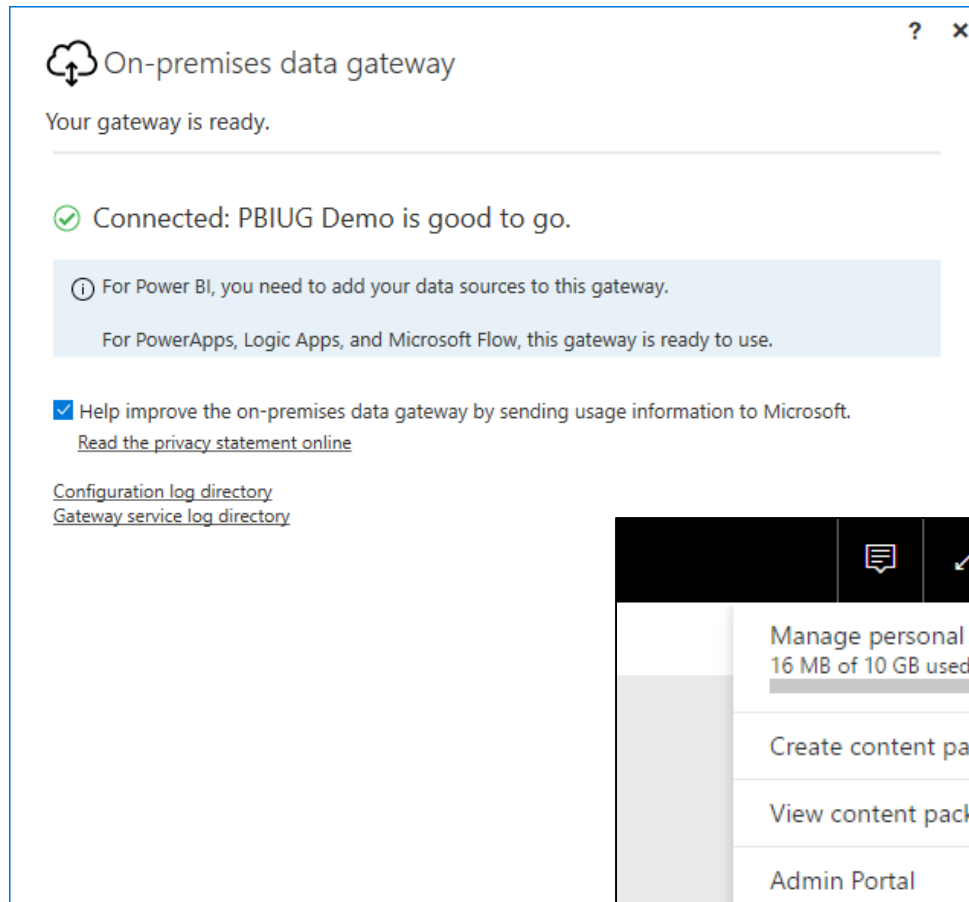 ? ×
On-premises data gateway
Your gateway is ready.
Connected: PBIUG Demo is good to go.
For Power BI, you need to add your data sources to this gateway.
For PowerApps, Logic Apps, and Microsoft Flow, this gateway is ready to use.
Help improve the on-premises data gateway by sending usage information to Microsoft.
Read the privacy statement online
Configuration log directory
Gateway service log directory
Manage personal
16 MB of 10 GB used
Create content pa
View content pack
Admin Portal